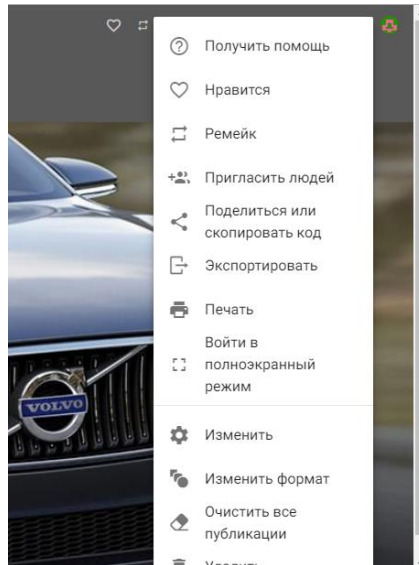 Получить помощь
Нравится
Ремейк
Пригласить людей
Поделиться или
скопировать код
Экспортировать
Печать
Войти в
полноэкранный
режим
VOLVO
Изменить
Изменить формат
Очистить все
публикации
Удалить